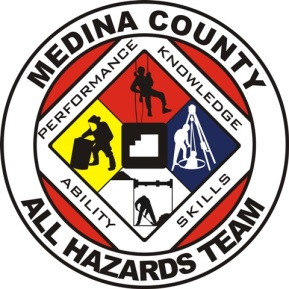 MEDINA COUNTY
PERFORMANCE
KNOWLEDGE
ABILITY
SKILLS
ALL HAZARDS TEAM